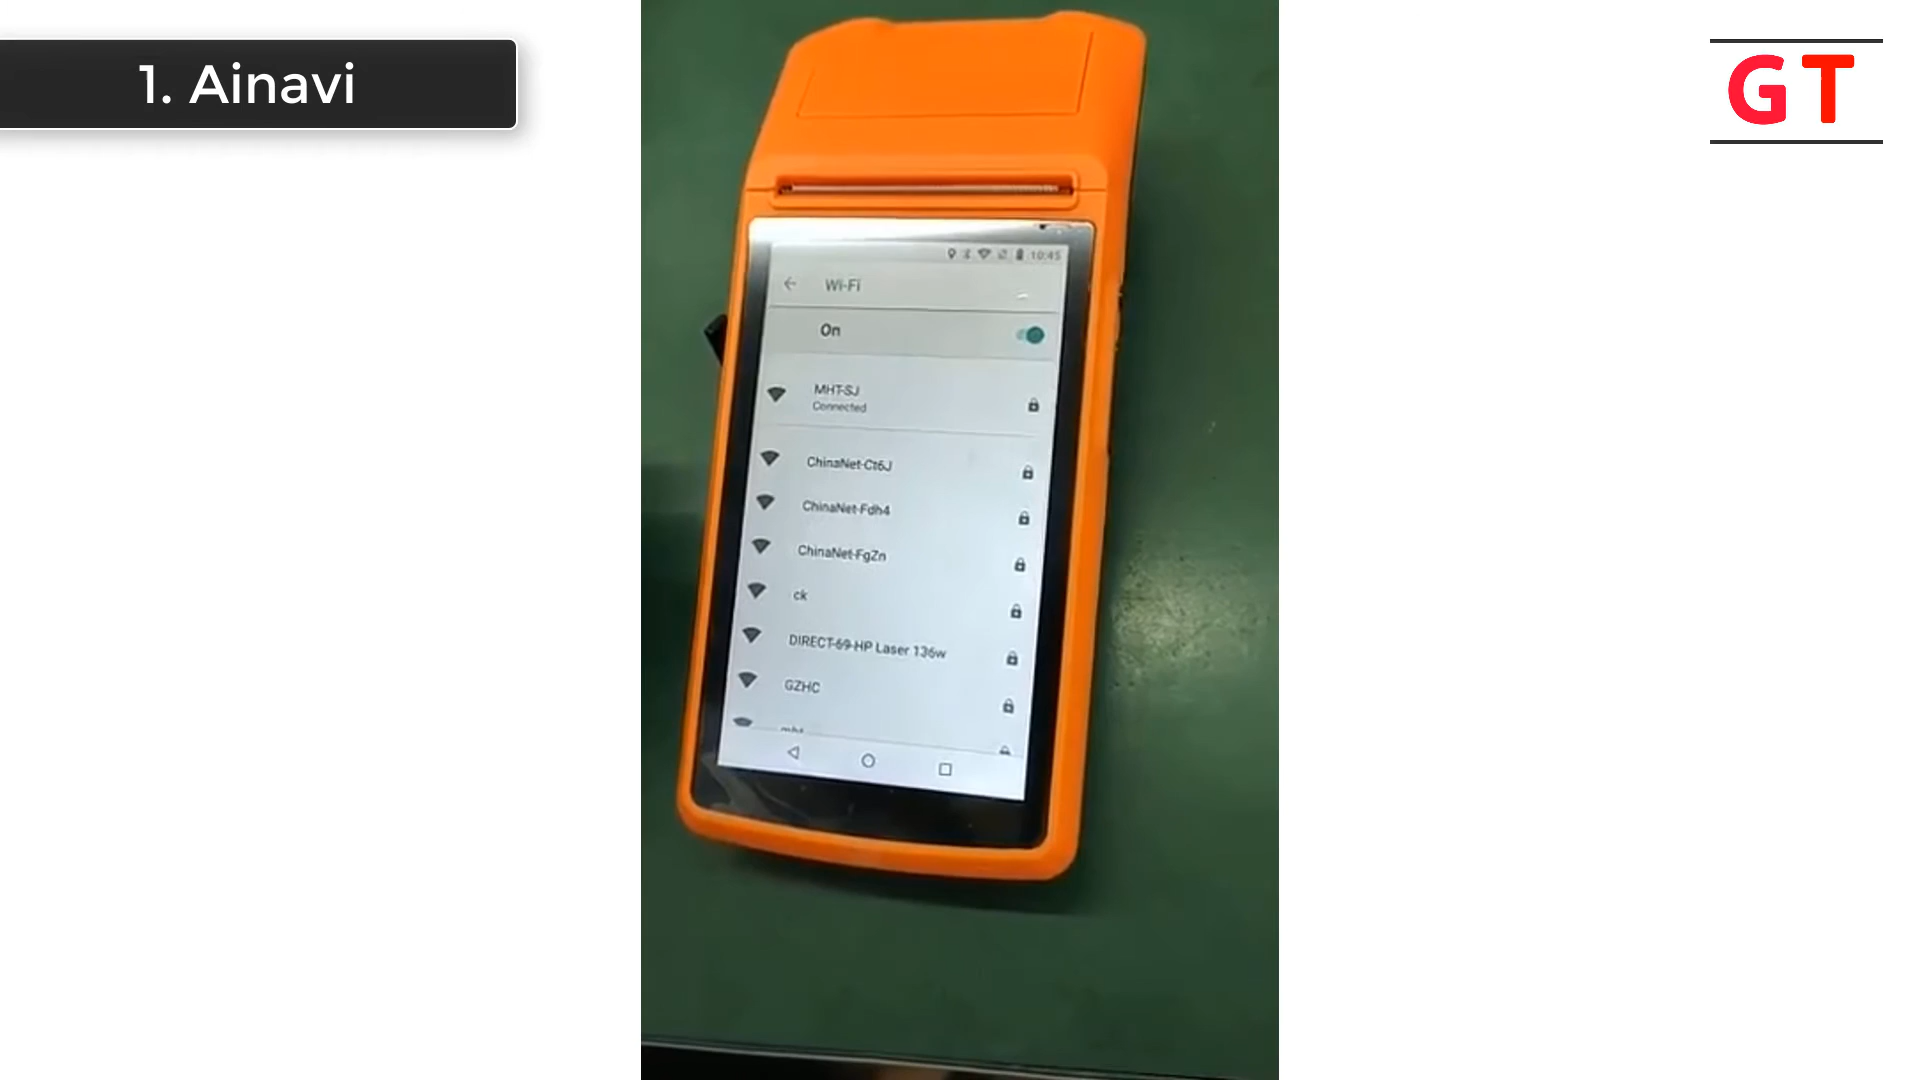 1. Ainavi
GT
10:45
Wi-Fi
On
MHT-SJ
Connected
ChinaNet-Ct6J
ChinaNet-Fdh4
ChinaNet-FgZn
ck
DIRECT-69-HP Laser 136w
GZHC